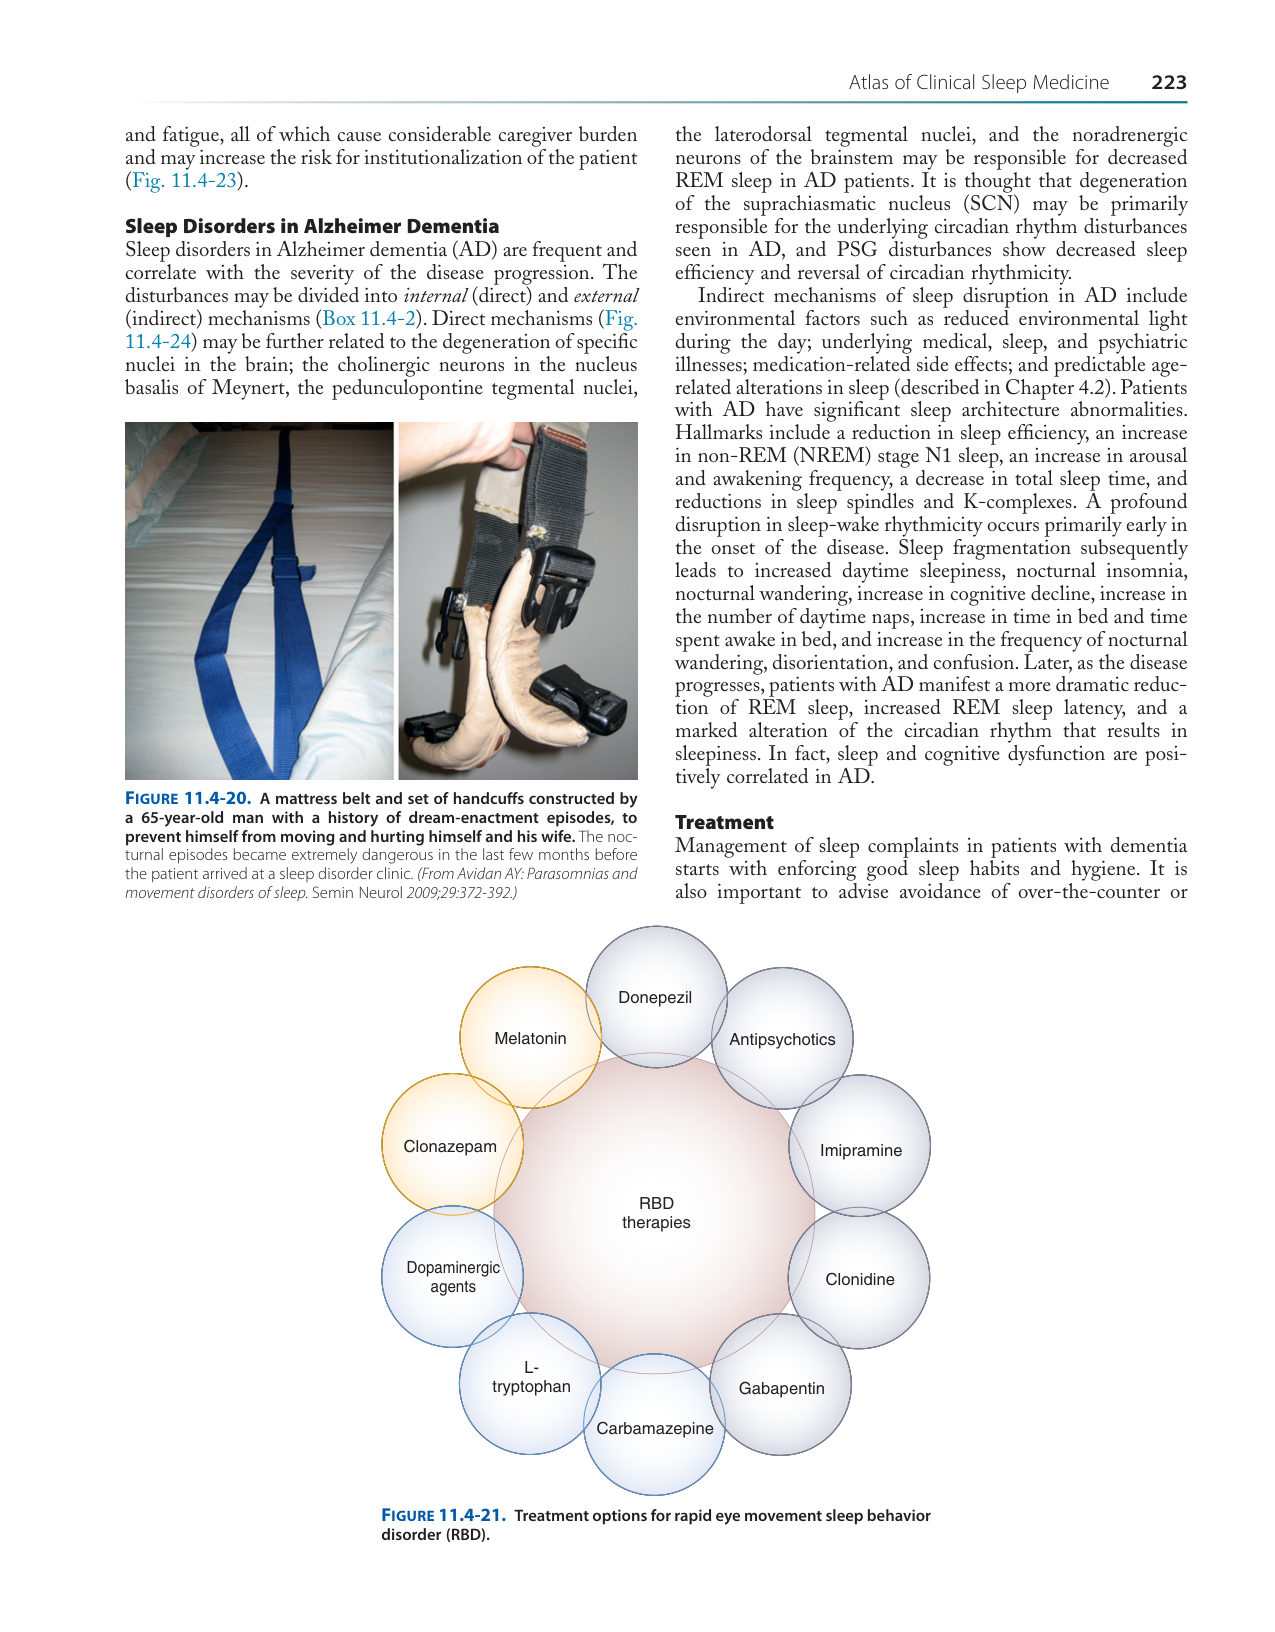 Atlas of Clinical Sleep Medicine 223
and fatigue, all of which cause considerable caregiver burden
and may increase the risk for institutionalization of the patient
(Fig. 11.4-23).
Sleep Disorders in Alzheimer Dementia
Sleep disorders in Alzheimer dementia (AD) are frequent and
correlate with the severity of the disease progression. The
disturbances may be divided into internal (direct) and external
(indirect) mechanisms (Box 11.4-2). Direct mechanisms (Fig.
11.4-24) may be further related to the degeneration of specific
nuclei in the brain; the cholinergic neurons in the nucleus
basalis of Meynert, the pedunculopontine tegmental nuclei,
FIGURE 11.4-20. A mattress belt and set of handcuffs constructed by
a 65-year-old man with a history of dream-enactment episodes, to
prevent himself from moving and hurting himself and his wife. The noc-
turnal episodes became extremely dangerous in the last few months before
the patient arrived at a sleep disorder clinic. (From Avidan AY: Parasomnias and
movement disorders of sleep. Semin Neurol 2009;29:372-392.)
the laterodorsal tegmental nuclei, and the noradrenergic
neurons of the brainstem may be responsible for decreased
REM sleep in AD patients. It is thought that degeneration
of the suprachiasmatic nucleus (SCN) may be primarily
responsible for the underlying circadian rhythm disturbances
seen in AD, and PSG disturbances show decreased sleep
efficiency and reversal of circadian rhythmicity.
Indirect mechanisms of sleep disruption in AD include
environmental factors such as reduced environmental light
during the day; underlying medical, sleep, and psychiatric
illnesses; medication-related side effects; and predictable age-
related alterations in sleep (described in Chapter 4.2). Patients
with AD have significant sleep architecture abnormalities.
Hallmarks include a reduction in sleep efficiency, an increase
in non-REM (NREM) stage N1 sleep, an increase in arousal
and awakening frequency, a decrease in total sleep time, and
reductions in sleep spindles and K-complexes. A profound
disruption in sleep-wake rhythmicity occurs primarily early in
the onset of the disease. Sleep fragmentation subsequently
leads to increased daytime sleepiness, nocturnal insomnia,
nocturnal wandering, increase in cognitive decline, increase in
the number of daytime naps, increase in time in bed and time
spent awake in bed, and increase in the frequency of nocturnal
wandering, disorientation, and confusion. Later, as the disease
progresses, patients with AD manifest a more dramatic reduc-
tion of REM sleep, increased REM sleep latency, and a
marked alteration of the circadian rhythm that results in
sleepiness. In fact, sleep and cognitive dysfunction are posi-
tively correlated in AD.
Treatment
Management of sleep complaints in patients with dementia
starts with enforcing good sleep habits and hygiene. It is
also important to advise avoidance of over-the-counter or
Donepezil
Melatonin
Antipsychotics
Clonazepam
Imipramine
RBD
therapies
Dopaminergic
agents
Clonidine
L-
tryptophan
Gabapentin
Carbamazepine
FIGURE 11.4-21. Treatment options for rapid eye movement sleep behavior
disorder (RBD).